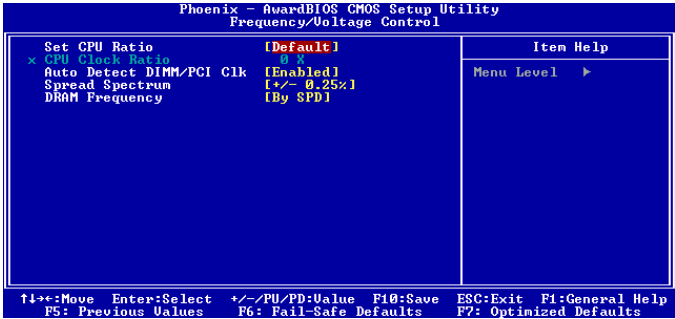 Phoenix - AwardBIOS CMOS Setup Utility
Frequency/Voltage Control
Set CPU Ratio [Default]
x CPU Clock Ratio 0 X
Auto Detect DIMM/PCI Clk [Enabled]
Spread Spectrum [+/- 0.25%]
DRAM Frequency [By SPD]
Item Help
Menu Level ▶
↑↓→←:Move Enter:Select +/-/PU/PD:Value F10:Save ESC:Exit F1:General Help
F5: Previous Values F6: Fail-Safe Defaults F7: Optimized Defaults